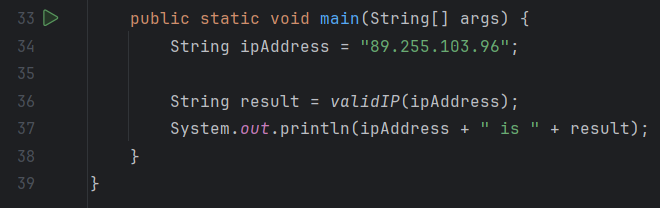 33 public static void main(String[] args) {
34 String ipAddress = "89.255.103.96";
35
36 String result = validIP(ipAddress);
37 System.out.println(ipAddress + " is " + result);
38 }
39 }